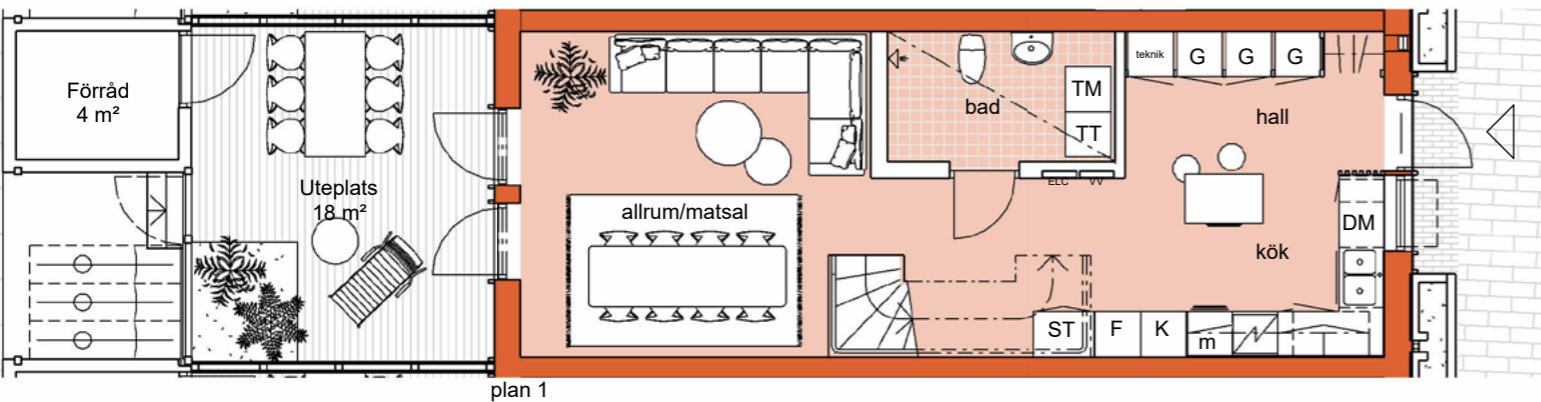 Förråd
4 m²
Uteplats
18 m²
allrum/matsal
bad
TM
TT
ELC VV
teknik G G G
hall
kök
DM
ST F K m
plan 1